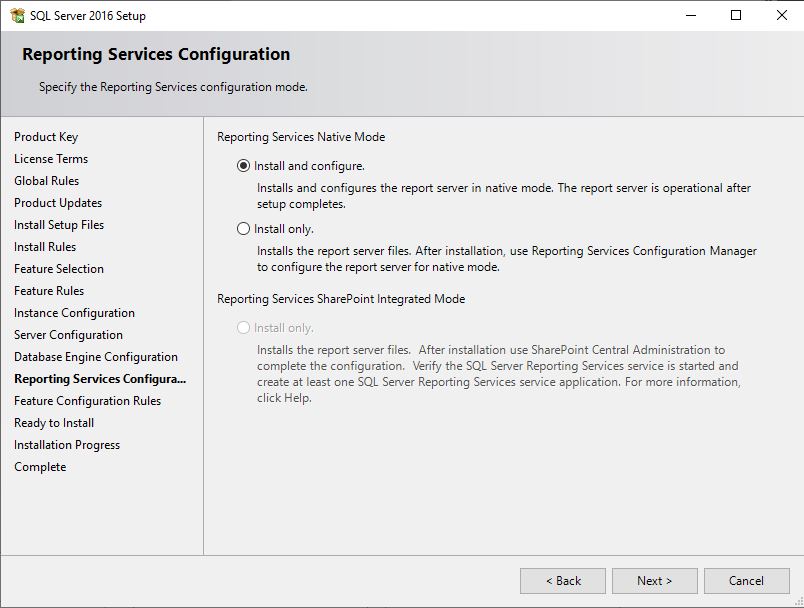 SQL Server 2016 Setup
Reporting Services Configuration
Specify the Reporting Services configuration mode.
Product Key
License Terms
Global Rules
Product Updates
Install Setup Files
Install Rules
Feature Selection
Feature Rules
Instance Configuration
Server Configuration
Database Engine Configuration
Reporting Services Configura...
Feature Configuration Rules
Ready to Install
Installation Progress
Complete
Reporting Services Native Mode
Install and configure.
Installs and configures the report server in native mode. The report server is operational after
setup completes.
Install only.
Installs the report server files. After installation, use Reporting Services Configuration Manager
to configure the report server for native mode.
Reporting Services SharePoint Integrated Mode
Install only.
Installs the report server files.  After installation use SharePoint Central Administration to
complete the configuration.  Verify the SQL Server Reporting Services service is started and
create at least one SQL Server Reporting Services service application. For more information,
click Help.
< Back
Next >
Cancel